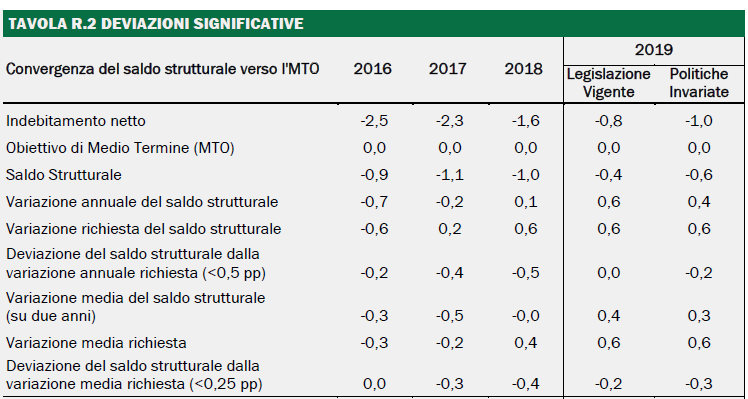 TAVOLA R.2 DEVIAZIONI SIGNIFICATIVE
2019
Convergenza del saldo strutturale verso l'MTO 2016 2017 2018 Legislazione Vigente Politiche Invariate
Indebitamento netto -2,5 -2,3 -1,6 -0,8 -1,0
Obiettivo di Medio Termine (MTO) 0,0 0,0 0,0 0,0 0,0
Saldo Strutturale -0,9 -1,1 -1,0 -0,4 -0,6
Variazione annuale del saldo strutturale -0,7 -0,2 0,1 0,6 0,4
Variazione richiesta del saldo strutturale -0,6 0,2 0,6 0,6 0,6
Deviazione del saldo strutturale dalla
variazione annuale richiesta (<0,5 pp) -0,2 -0,4 -0,5 0,0 -0,2
Variazione media del saldo strutturale
(su due anni) -0,3 -0,5 -0,0 0,4 0,3
Variazione media richiesta -0,3 -0,2 0,4 0,6 0,6
Deviazione del saldo strutturale dalla
variazione media richiesta (<0,25 pp) 0,0 -0,3 -0,4 -0,2 -0,3